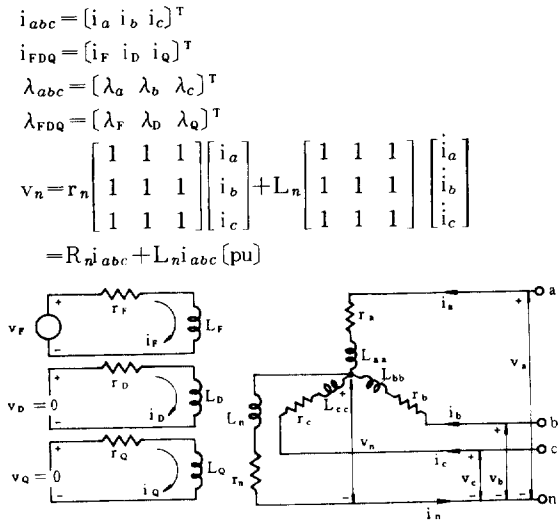 i_abc = [i_a i_b i_c]^T
i_FDQ = [i_F i_D i_Q]^T
λ_abc = [λ_a λ_b λ_c]^T
λ_FDQ = [λ_F λ_D λ_Q]^T
v_n = r_n [1 1 1; 1 1 1; 1 1 1] [i_a; i_b; i_c] + L_n [1 1 1; 1 1 1; 1 1 1] [i̇_a; i̇_b; i̇_c]
= R_n i_abc + L_n i_abc [pu]
+ r_F
v_F i_F L_F
−
+ r_D
v_D = 0 i_D L_D
−
+ r_Q
v_Q = 0 i_Q L_Q
−
i_a + a
r_a
L_aa v_a
L_bb
L_n + L_cc r_b
r_c i_b b
v_n + c
r_n i_c + v_c v_b
− − − − n
i_n